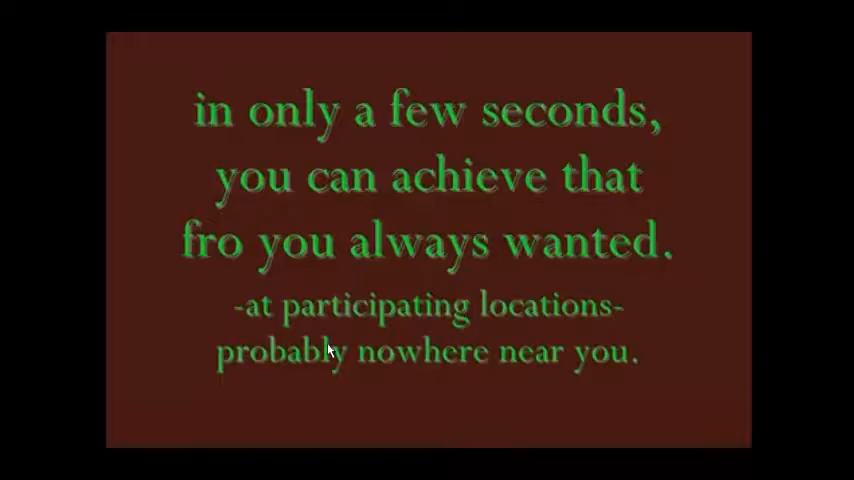 in only a few seconds,
you can achieve that
fro you always wanted.
-at participating locations-
probably nowhere near you.